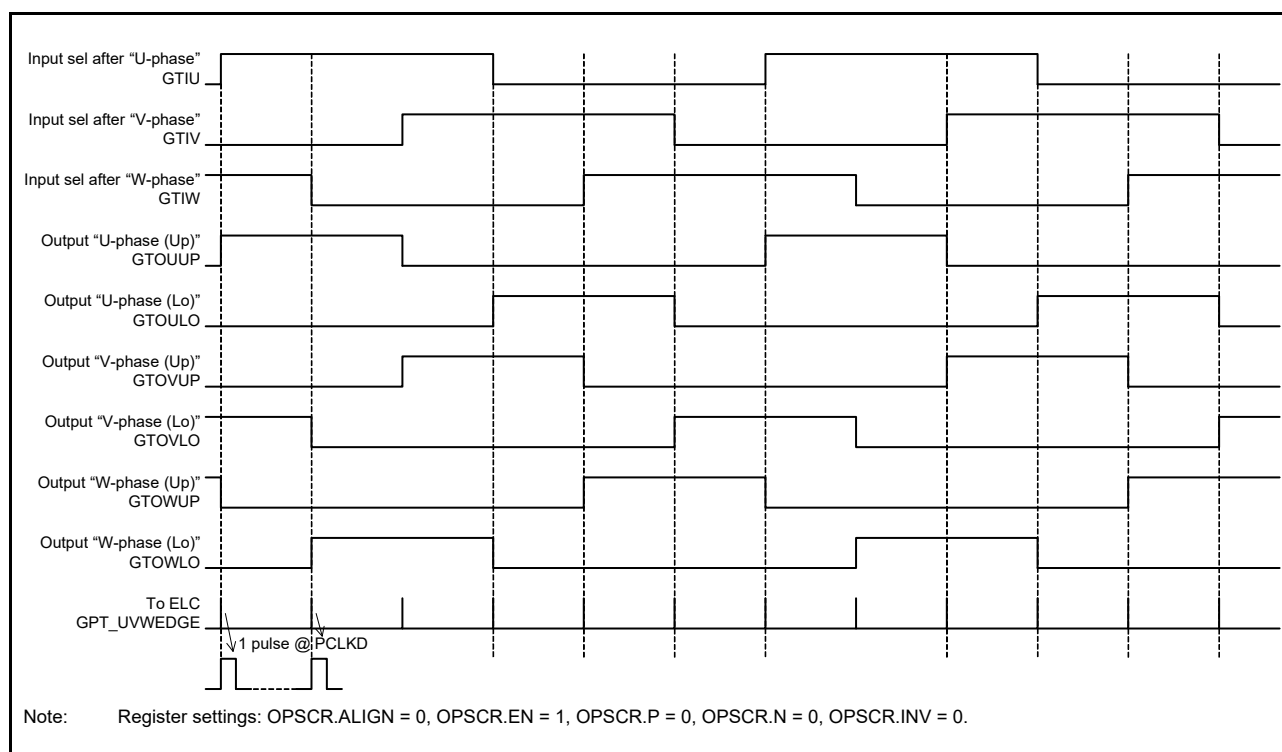 Input sel after “U-phase”
GTIU
Input sel after “V-phase”
GTIV
Input sel after “W-phase”
GTIW
Output “U-phase (Up)”
GTOUUP
Output “U-phase (Lo)”
GTOULO
Output “V-phase (Up)”
GTOVUP
Output “V-phase (Lo)”
GTOVLO
Output “W-phase (Up)”
GTOWUP
Output “W-phase (Lo)”
GTOWLO
To ELC
GPT_UVWEDGE
1 pulse @ PCLKD
Note: Register settings: OPSCR.ALIGN = 0, OPSCR.EN = 1, OPSCR.P = 0, OPSCR.N = 0, OPSCR.INV = 0.